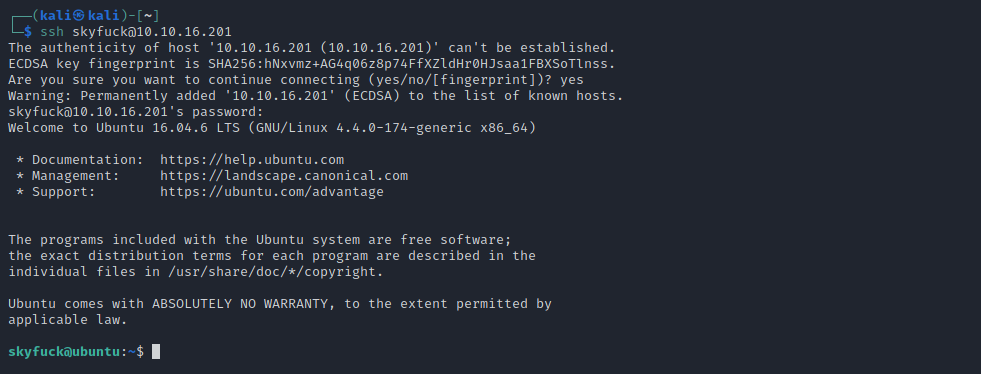 ┌──(kali㉿kali)-[~]
└─$ ssh skyfuck@10.10.16.201
The authenticity of host '10.10.16.201 (10.10.16.201)' can't be established.
ECDSA key fingerprint is SHA256:hNxvmz+AG4q06z8p74FfXZldHr0HJsaa1FBXSoTlnss.
Are you sure you want to continue connecting (yes/no/[fingerprint])? yes
Warning: Permanently added '10.10.16.201' (ECDSA) to the list of known hosts.
skyfuck@10.10.16.201's password:
Welcome to Ubuntu 16.04.6 LTS (GNU/Linux 4.4.0-174-generic x86_64)
* Documentation:  https://help.ubuntu.com
* Management:     https://landscape.canonical.com
* Support:        https://ubuntu.com/advantage
The programs included with the Ubuntu system are free software;
the exact distribution terms for each program are described in the
individual files in /usr/share/doc/*/copyright.
Ubuntu comes with ABSOLUTELY NO WARRANTY, to the extent permitted by
applicable law.
skyfuck@ubuntu:~$